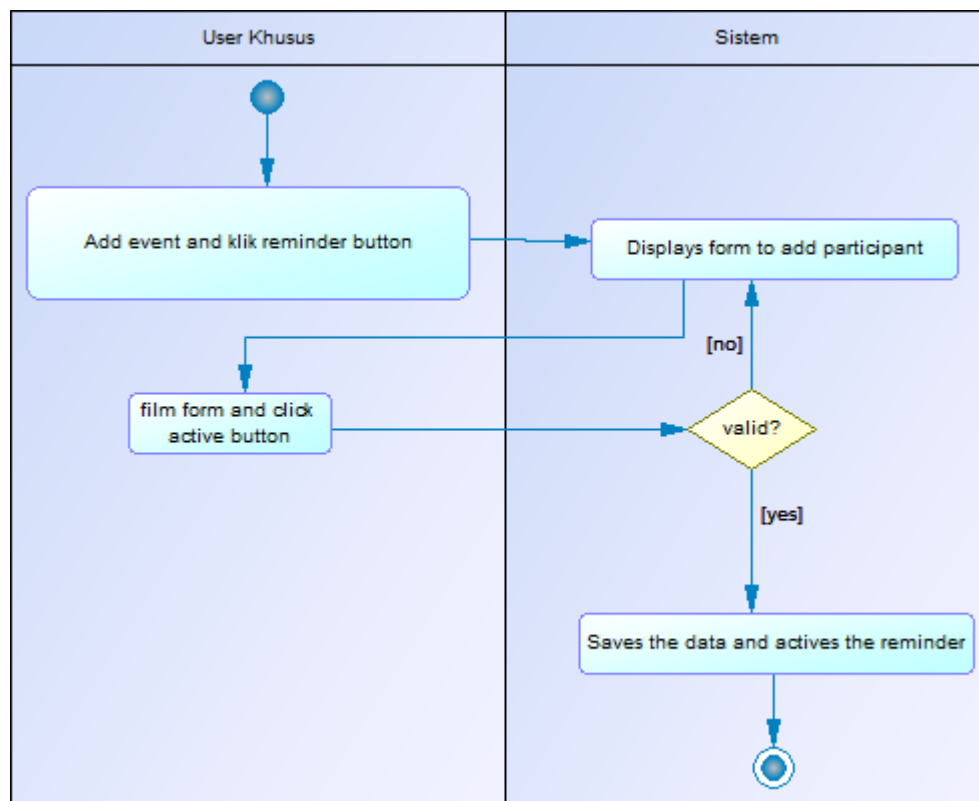 User Khusus
Sistem
Add event and klik reminder button
Displays form to add participant
[no]
film form and click
active button
valid?
[yes]
Saves the data and actives the reminder